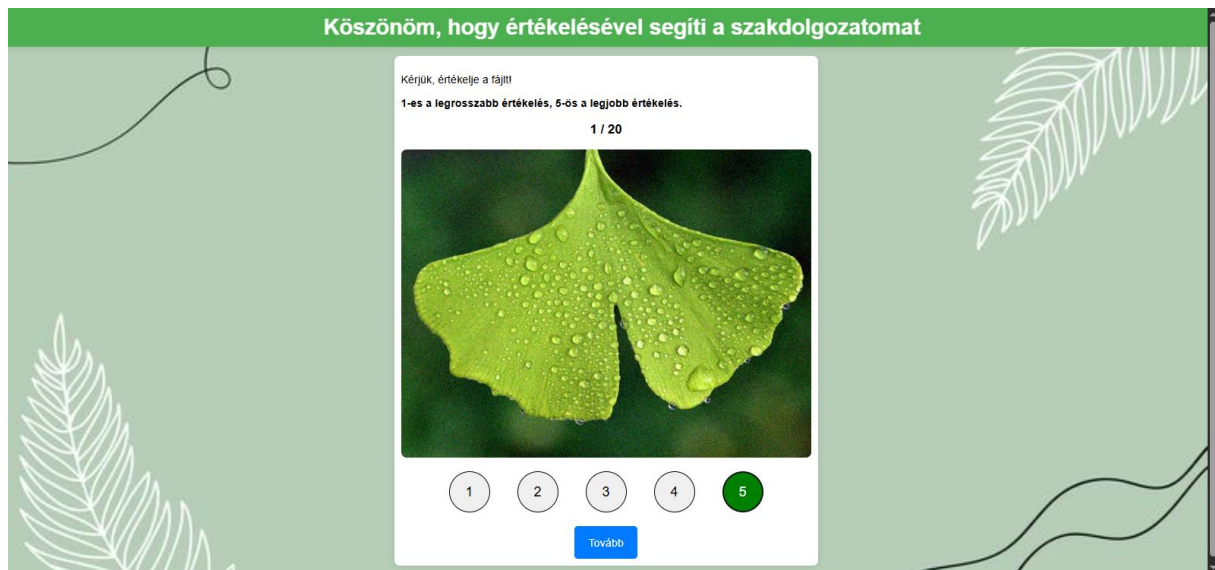 Köszönöm, hogy értékelésével segíti a szakdolgozatomat
Kérjük, értékelje a fájlt!
1-es a legrosszabb értékelés, 5-ös a legjobb értékelés.
1 / 20
1 2 3 4 5
Tovább